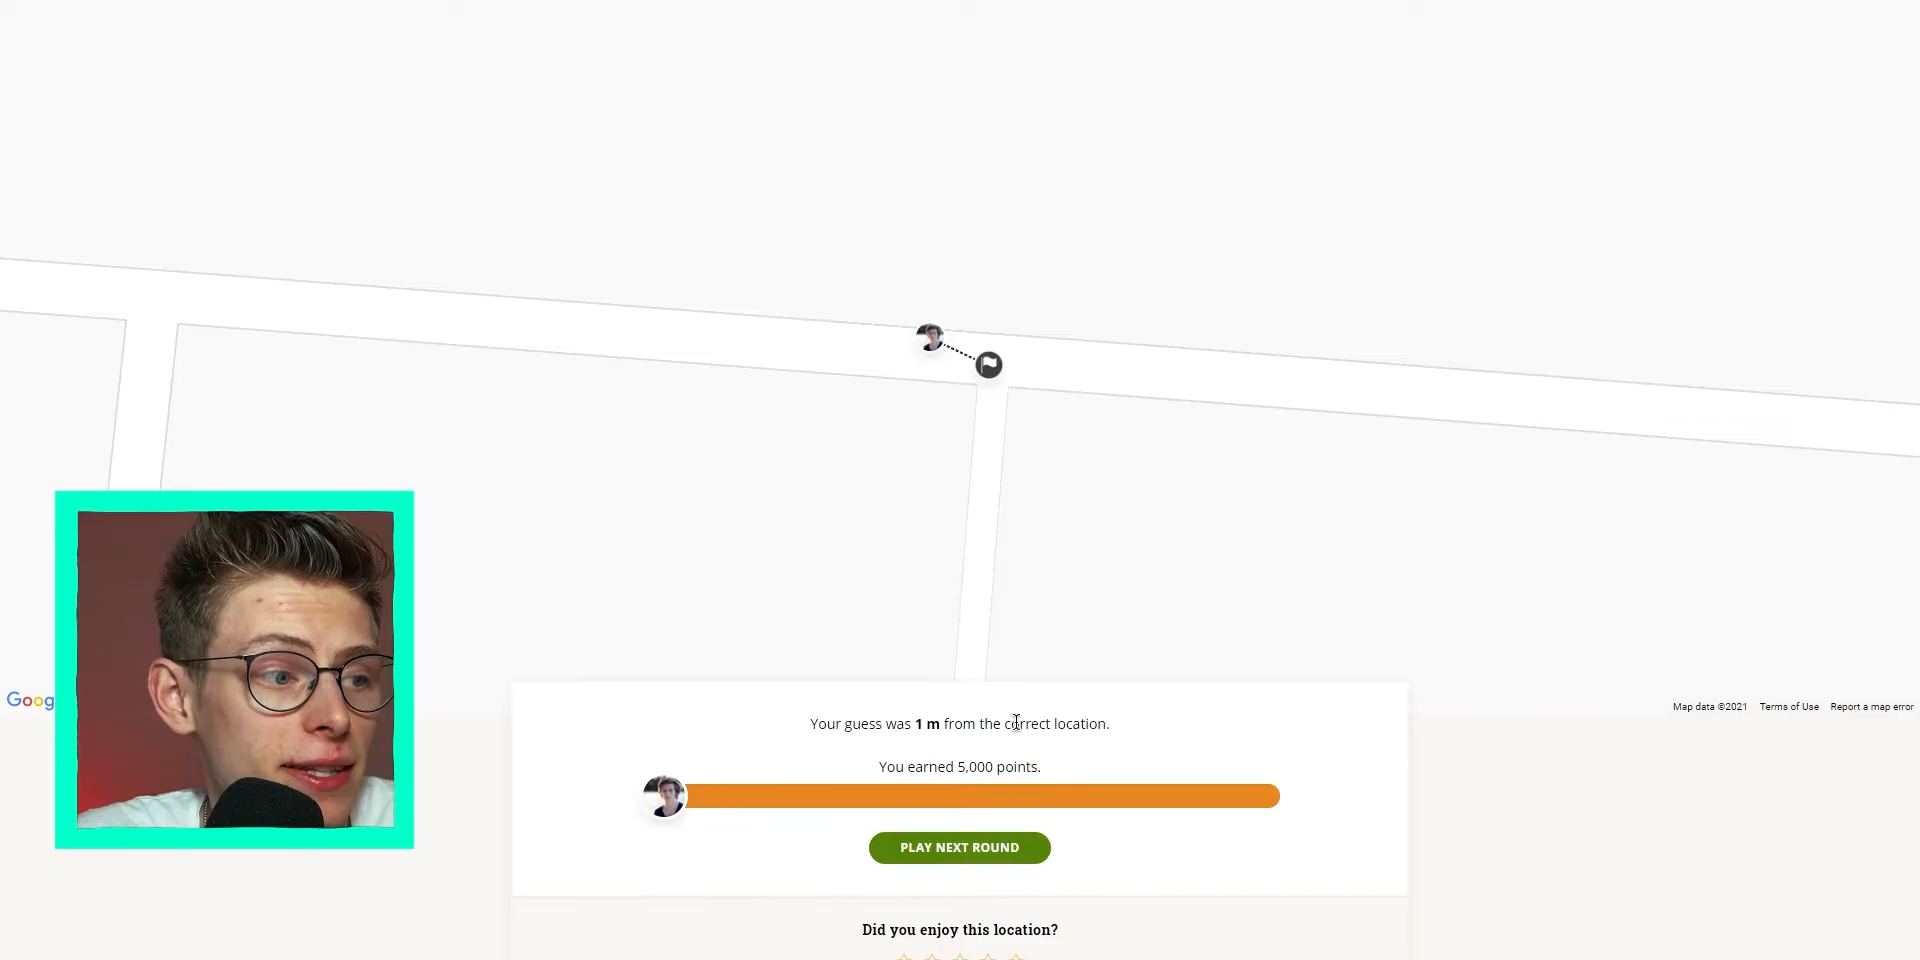 Goog
Map data ©2021 Terms of Use Report a map error
Your guess was 1 m from the correct location.
You earned 5,000 points.
PLAY NEXT ROUND
Did you enjoy this location?